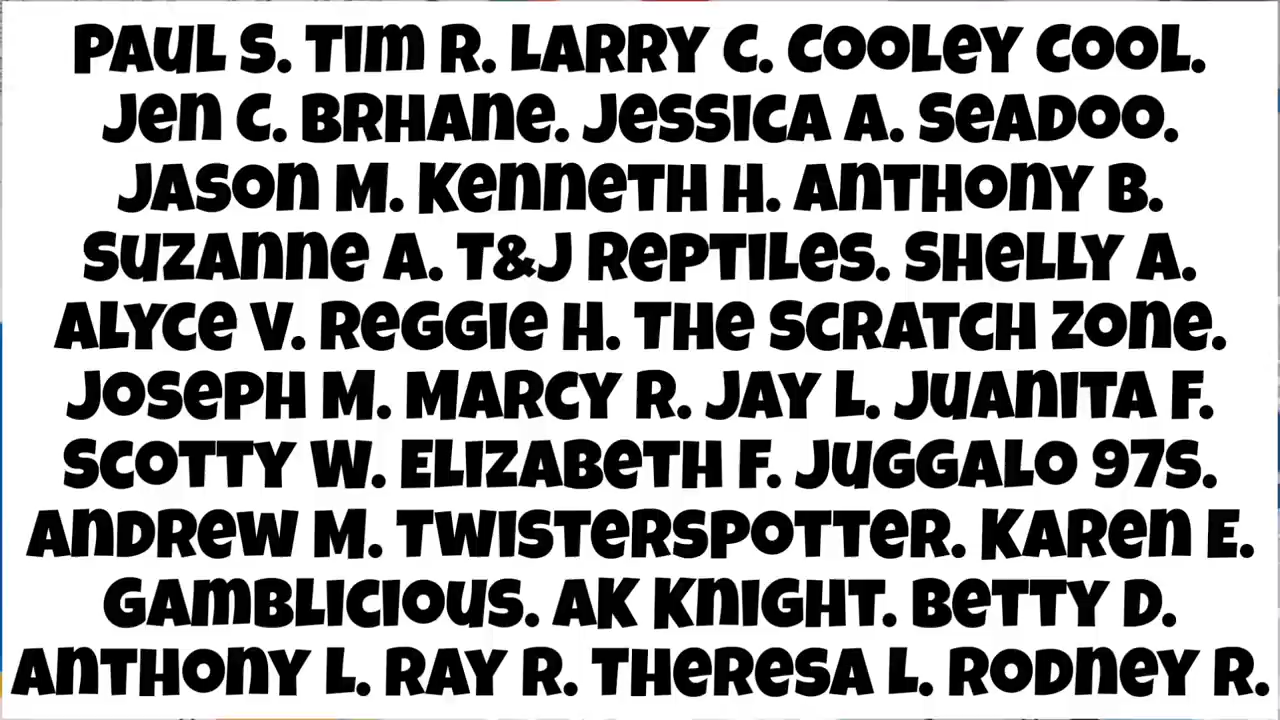 PAUL S. TIM R. LARRY C. COOLEY COOL.
JEN C. BRHANE. JESSICA A. SEADOO.
JASON M. KENNETH H. ANTHONY B.
SUZANNE A. T&J REPTILES. SHELLY A.
ALYCE V. REGGIE H. THE SCRATCH ZONE.
JOSEPH M. MARCY R. JAY L. JUANITA F.
SCOTTY W. ELIZABETH F. JUGGALO 97S.
ANDREW M. TWISTERSPOTTER. KAREN E.
GAMBLICIOUS. AK KNIGHT. BETTY D.
ANTHONY L. RAY R. THERESA L. RODNEY R.